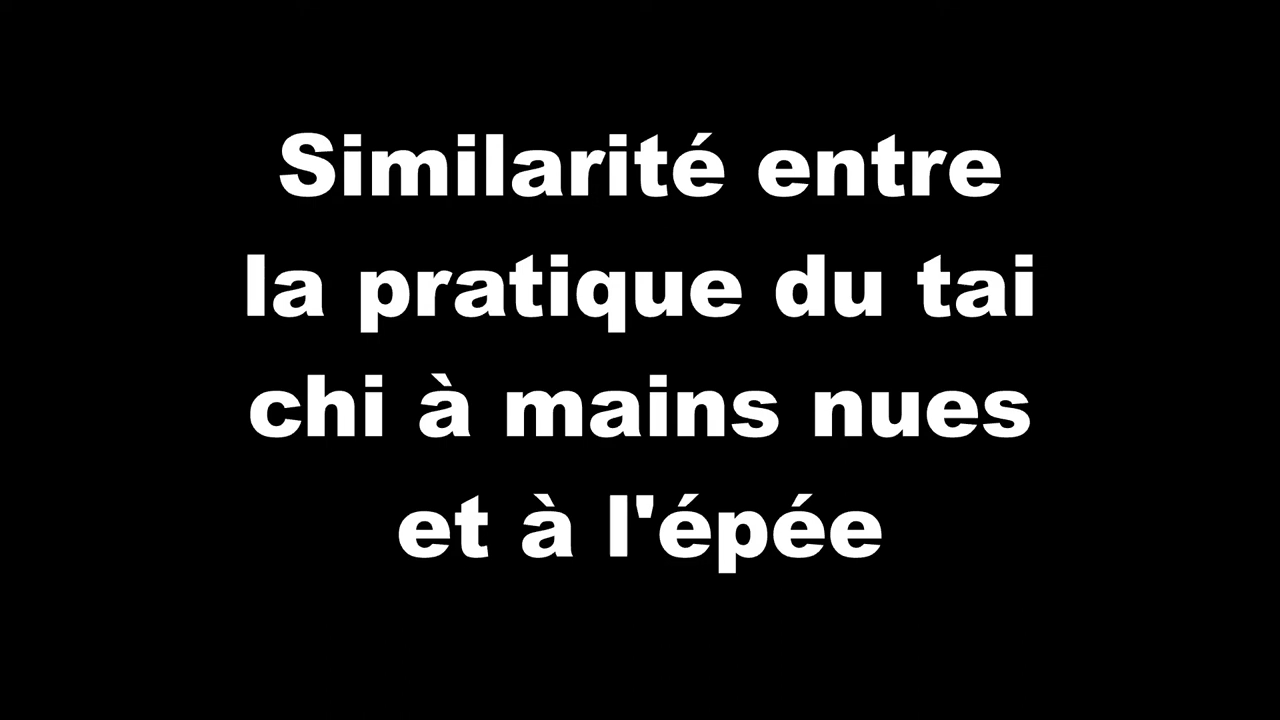 Similarité entre
la pratique du tai
chi à mains nues
et à l'épée